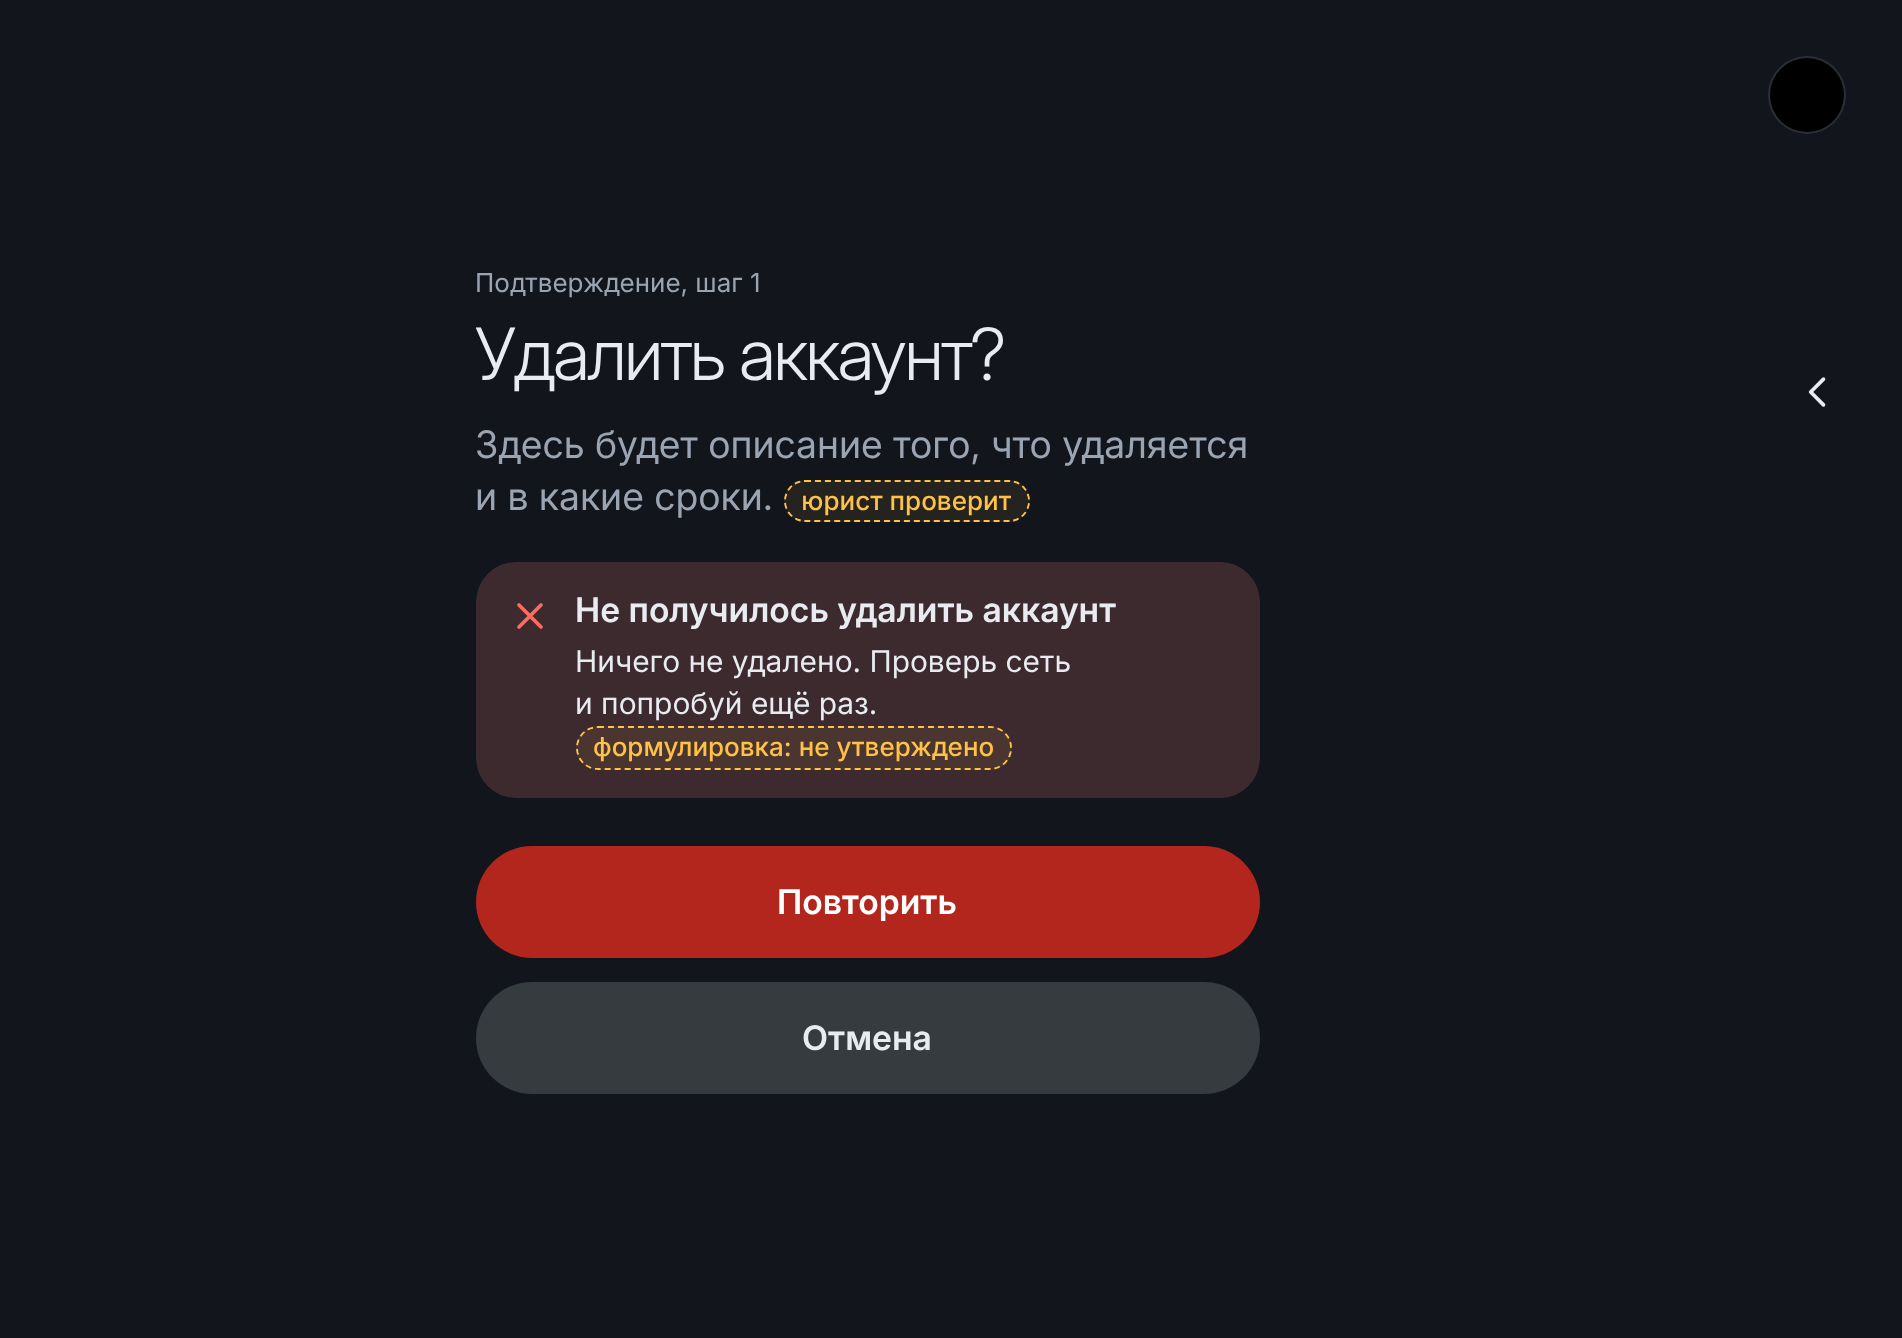 Подтверждение, шаг 1
Удалить аккаунт?
Здесь будет описание того, что удаляется
и в какие сроки. юрист проверит
Не получилось удалить аккаунт
Ничего не удалено. Проверь сеть
и попробуй ещё раз.
формулировка: не утверждено
Повторить
Отмена